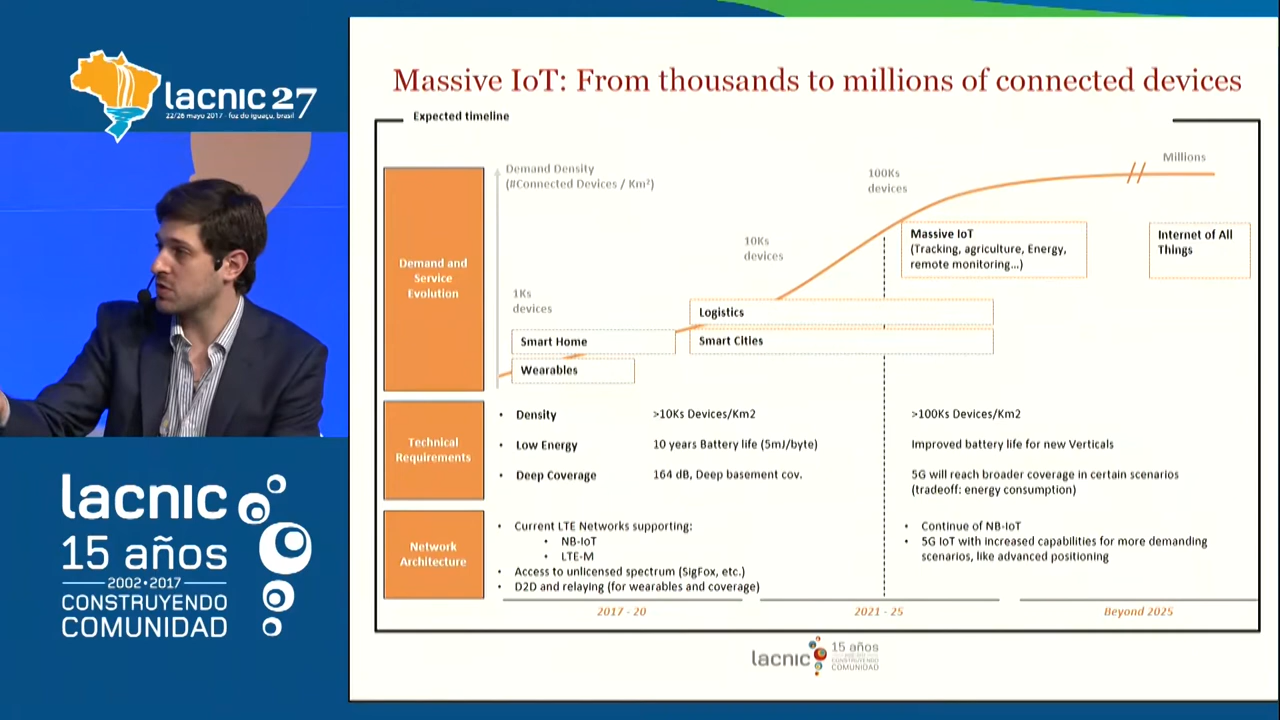 lacnic 27
22/26 mayo 2017 - foz do iguaçu, brasil
lacnic
15 años
2002•2017
CONSTRUYENDO
COMUNIDAD
Massive IoT: From thousands to millions of connected devices
Expected timeline
Demand and
Service
Evolution
Demand Density
(#Connected Devices / Km²)
1Ks
devices
10Ks
devices
100Ks
devices
Millions
Massive IoT
(Tracking, agriculture, Energy,
remote monitoring...)
Internet of All
Things
Logistics
Smart Home
Smart Cities
Wearables
Technical
Requirements
• Density >10Ks Devices/Km2 >100Ks Devices/Km2
• Low Energy 10 years Battery life (5mJ/byte) Improved battery life for new Verticals
• Deep Coverage 164 dB, Deep basement cov. 5G will reach broader coverage in certain scenarios
(tradeoff: energy consumption)
Network
Architecture
• Current LTE Networks supporting:
• NB-IoT
• LTE-M
• Access to unlicensed spectrum (SigFox, etc.)
• D2D and relaying (for wearables and coverage)
• Continue of NB-IoT
• 5G IoT with increased capabilities for more demanding
scenarios, like advanced positioning
2017 - 20
2021 - 25
Beyond 2025
lacnic
15 años
CONSTRUYENDO
COMUNIDAD